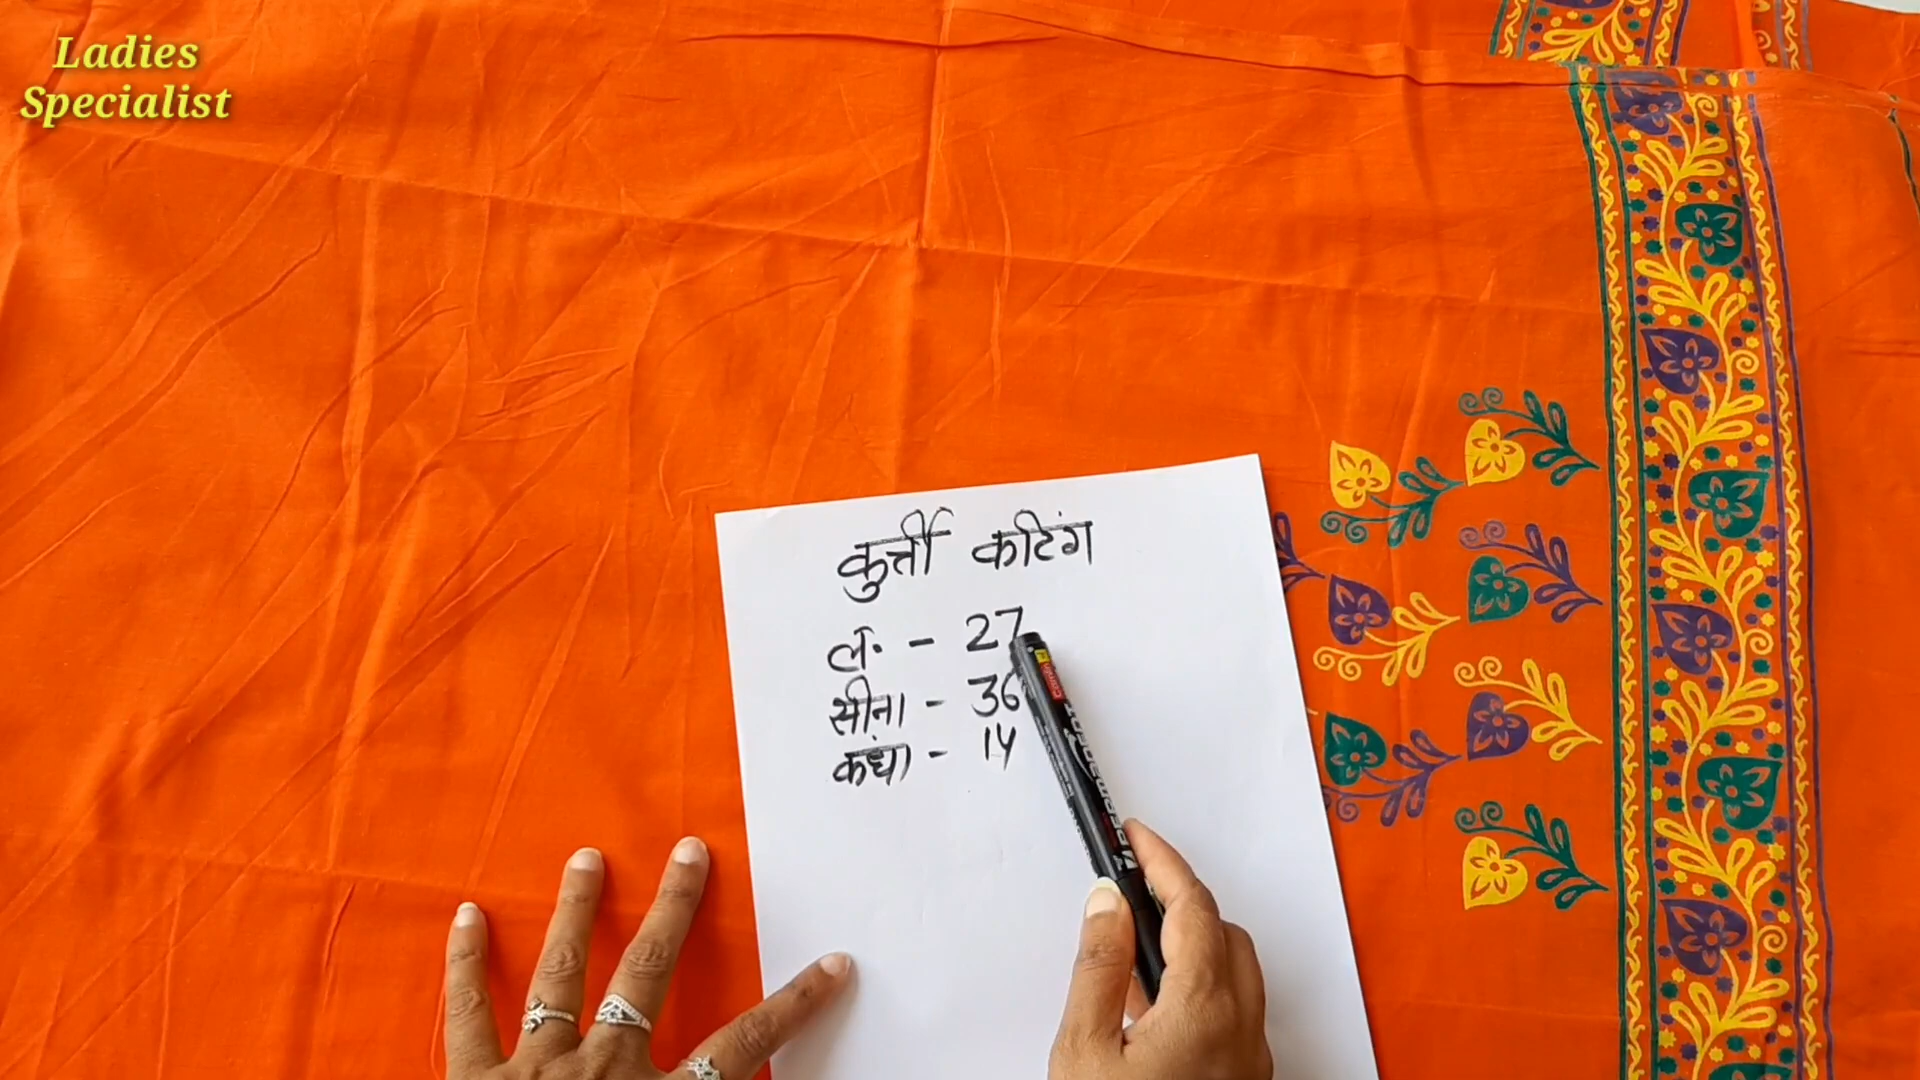 Ladies
Specialist
कुर्ती कटिंग
ल. - 27
सीना - 36
कंधा - 14